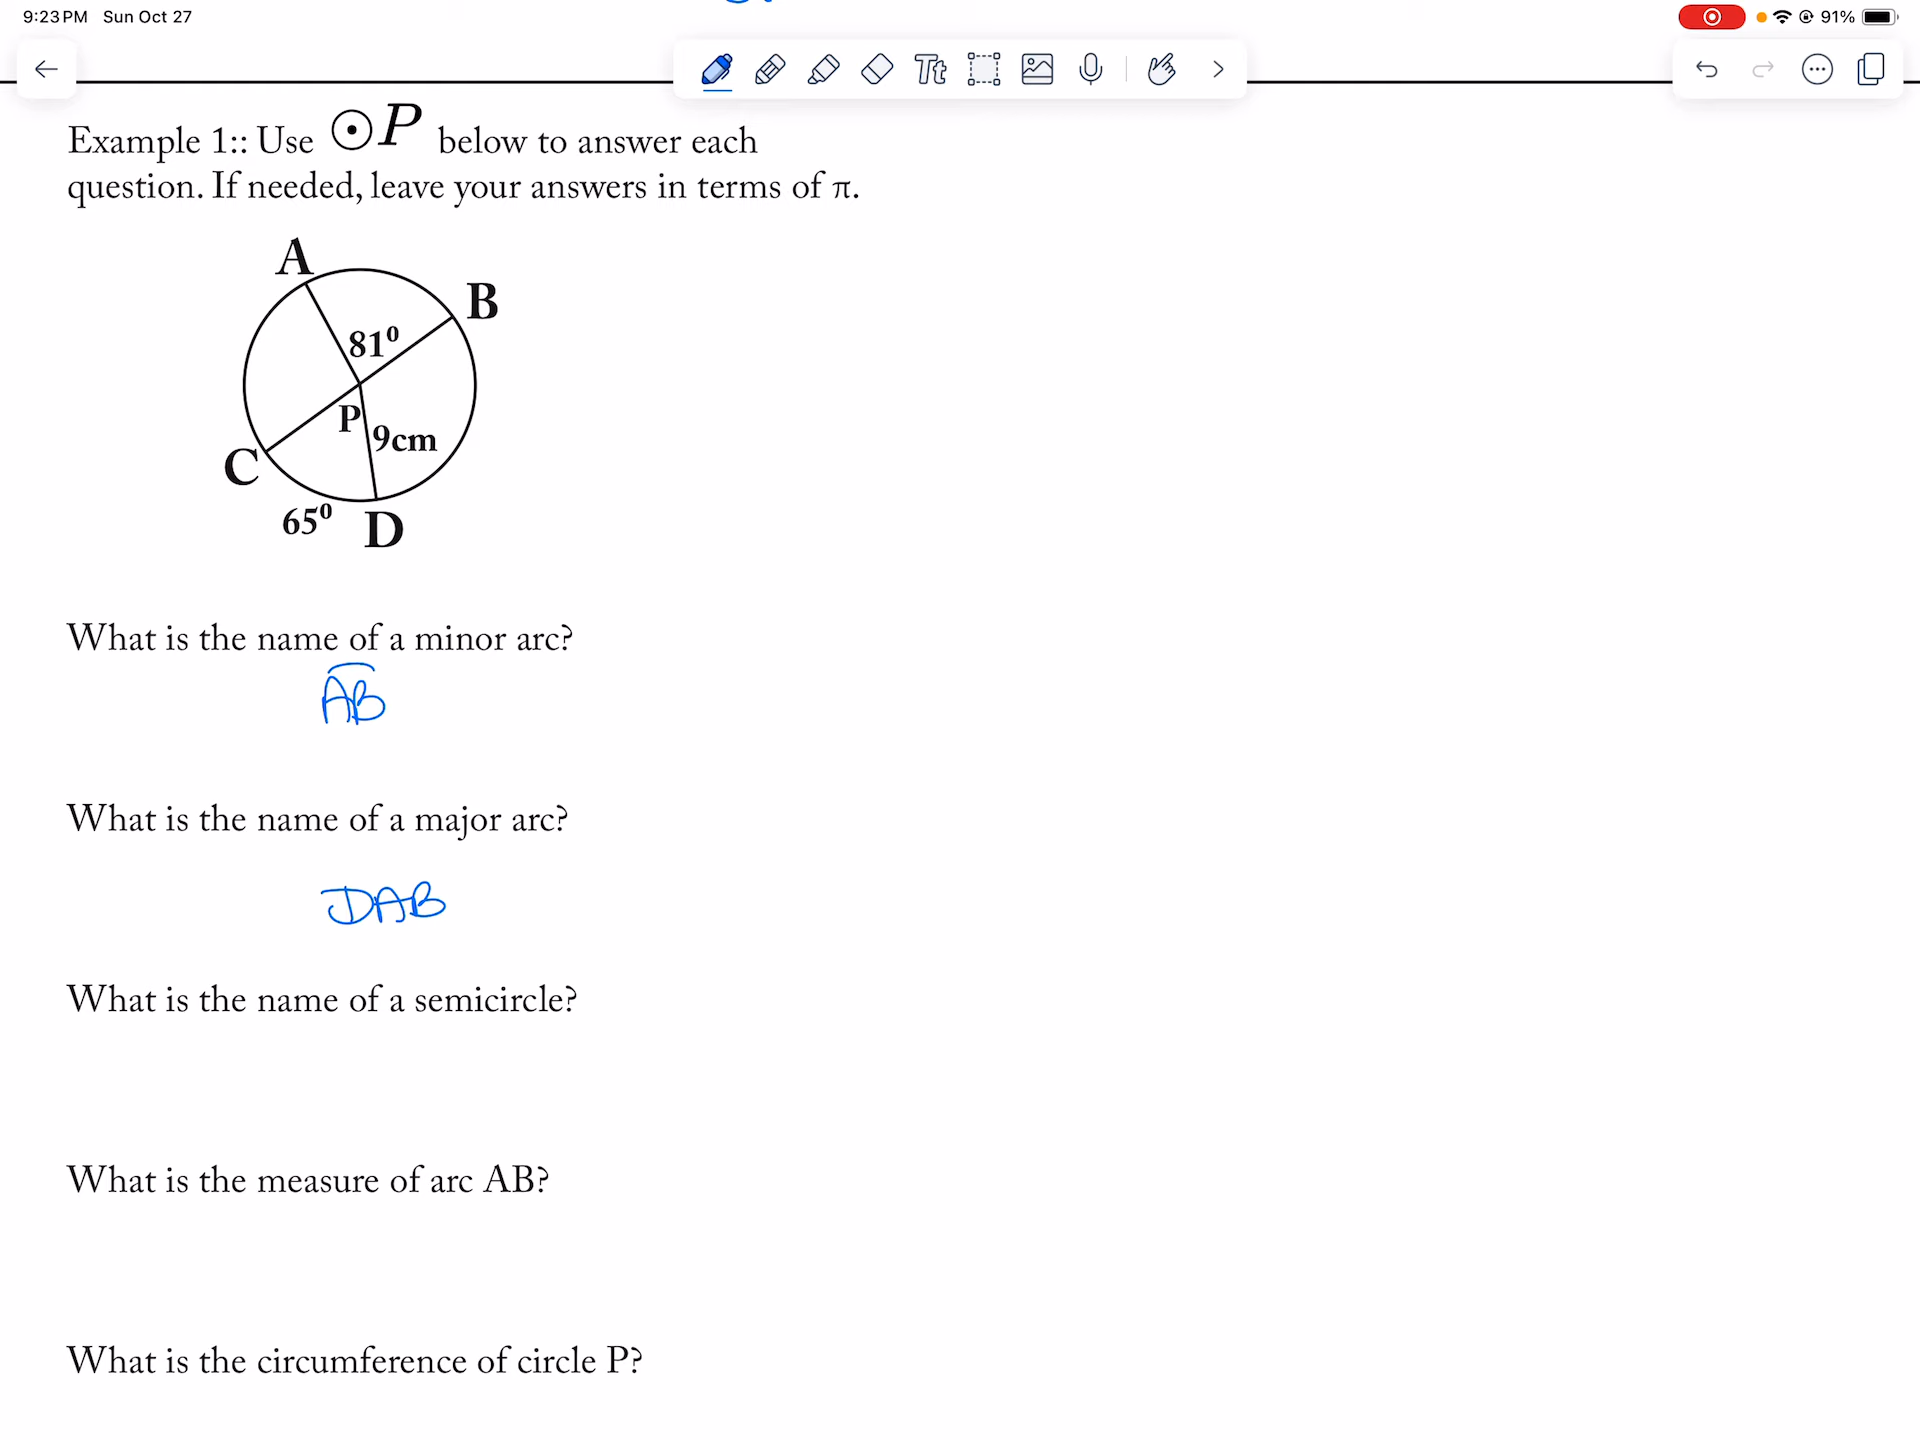 9:23 PM Sun Oct 27
91%
Tt
Example 1:: Use ⊙P below to answer each
question. If needed, leave your answers in terms of π.
A
B
81⁰
P
9cm
C
65⁰ D
What is the name of a minor arc?
AB
What is the name of a major arc?
DAB
What is the name of a semicircle?
What is the measure of arc AB?
What is the circumference of circle P?